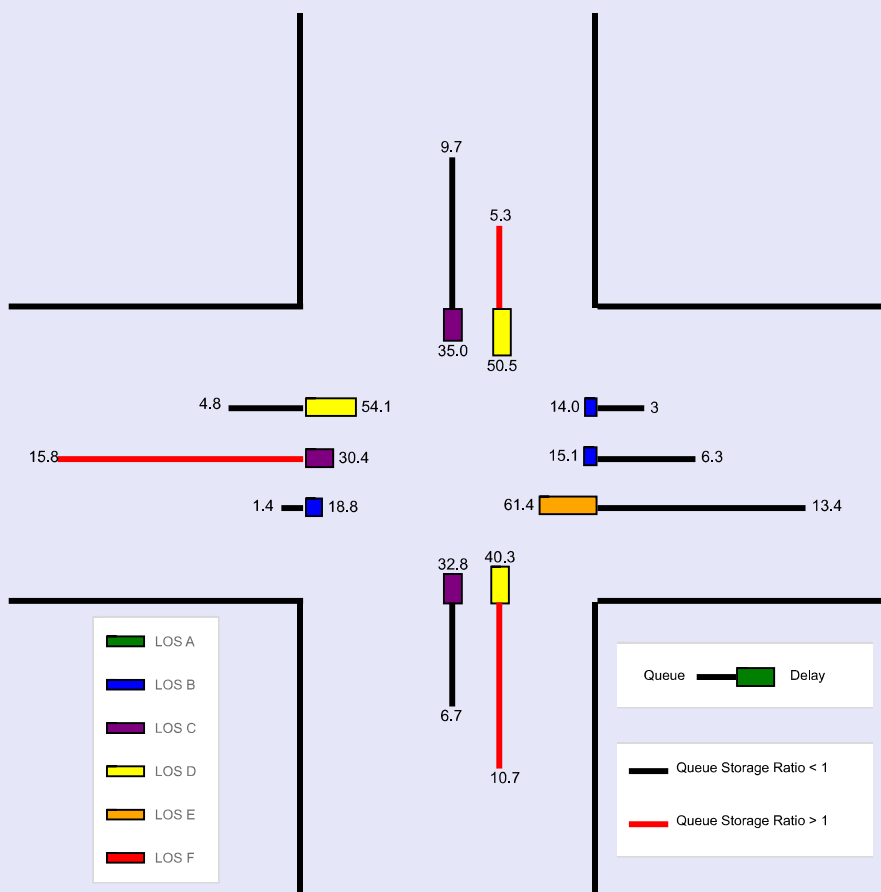 9.7
5.3
35.0
50.5
4.8
54.1
14.0
3
15.8
30.4
15.1
6.3
1.4
18.8
61.4
13.4
32.8
40.3
6.7
10.7
LOS A
LOS B
LOS C
LOS D
LOS E
LOS F
Queue Delay
Queue Storage Ratio < 1
Queue Storage Ratio > 1